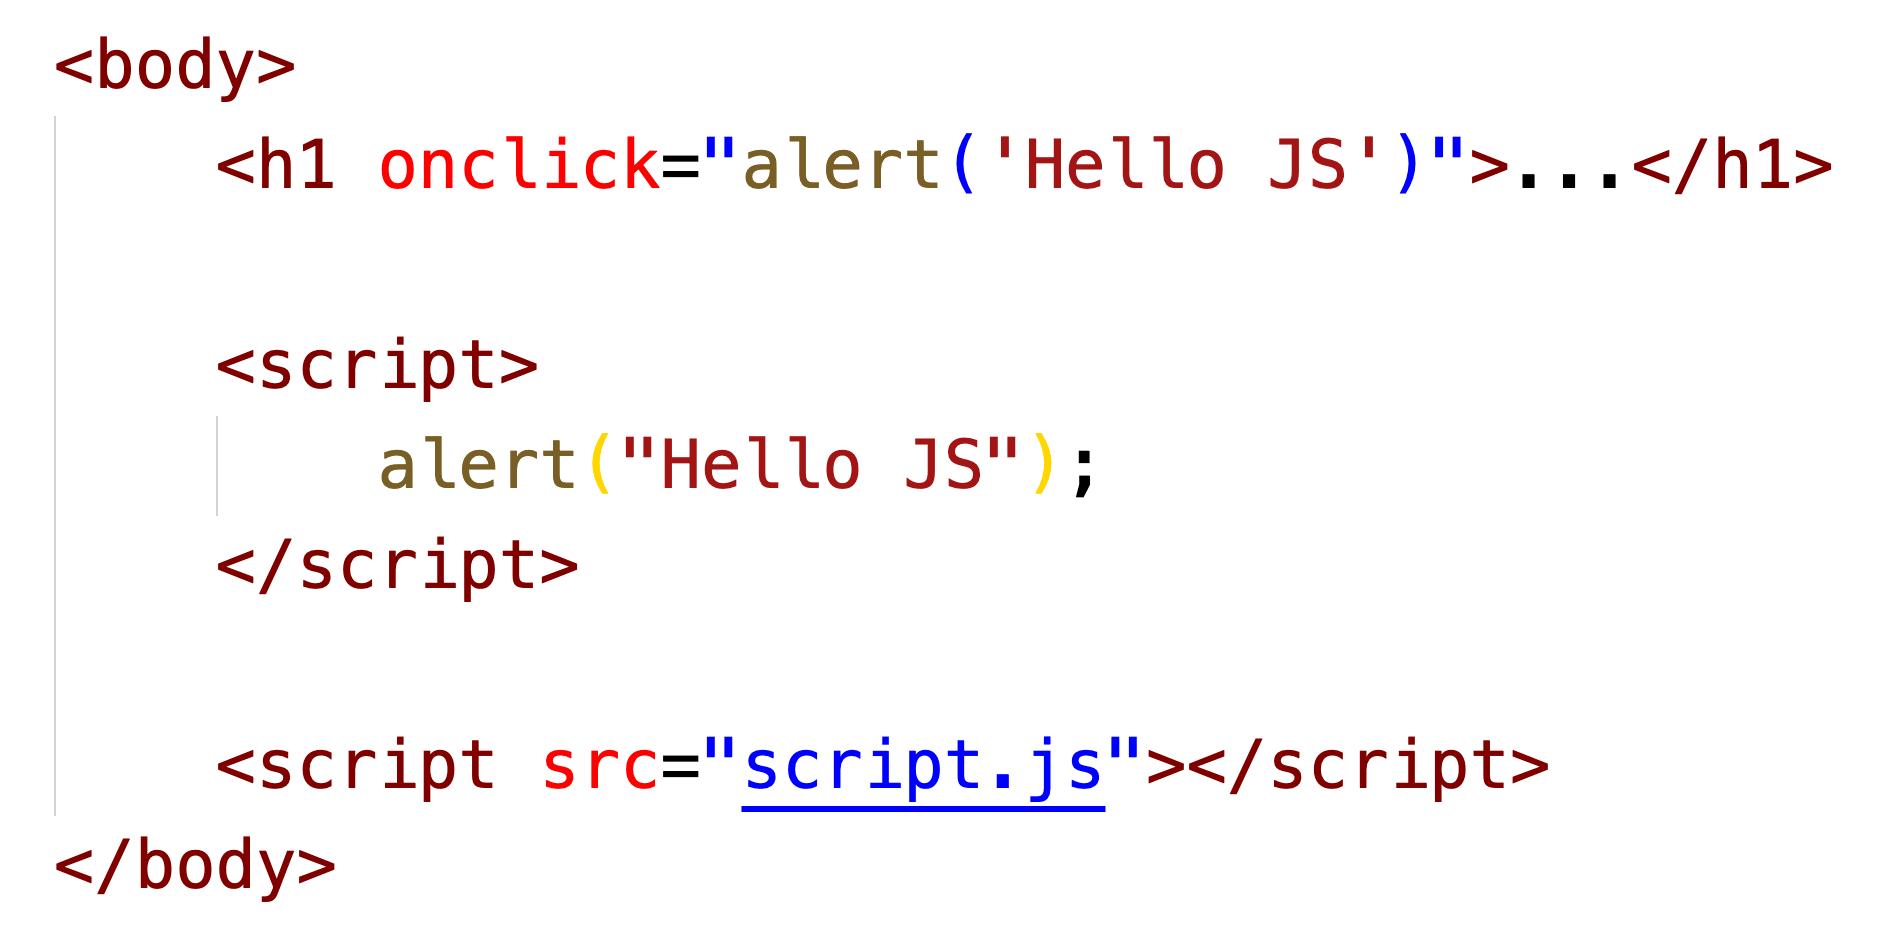 <body>
<h1 onclick="alert('Hello JS')">...</h1>
<script>
alert("Hello JS");
</script>
<script src="script.js"></script>
</body>